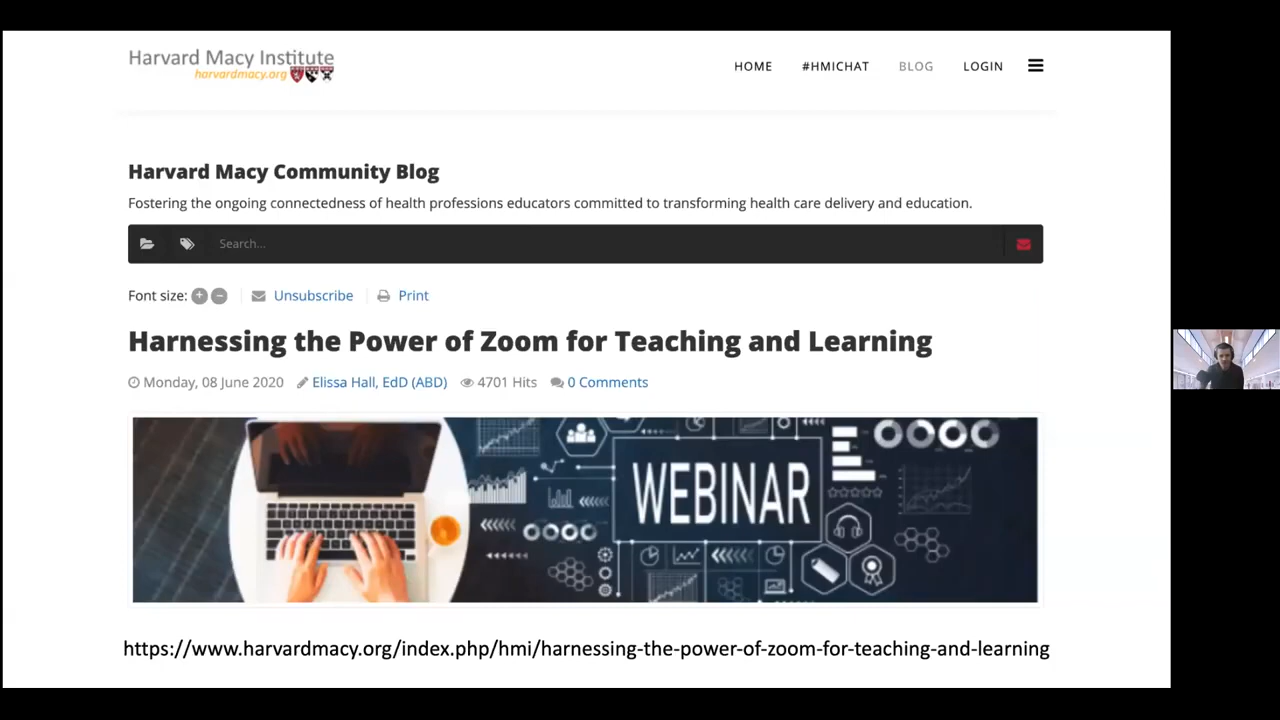 Harvard Macy Institute
harvardmacy.org
HOME #HMICHAT BLOG LOGIN
Harvard Macy Community Blog
Fostering the ongoing connectedness of health professions educators committed to transforming health care delivery and education.
Search...
Font size: Unsubscribe Print
Harnessing the Power of Zoom for Teaching and Learning
Monday, 08 June 2020 Elissa Hall, EdD (ABD) 4701 Hits 0 Comments
WEBINAR
https://www.harvardmacy.org/index.php/hmi/harnessing-the-power-of-zoom-for-teaching-and-learning